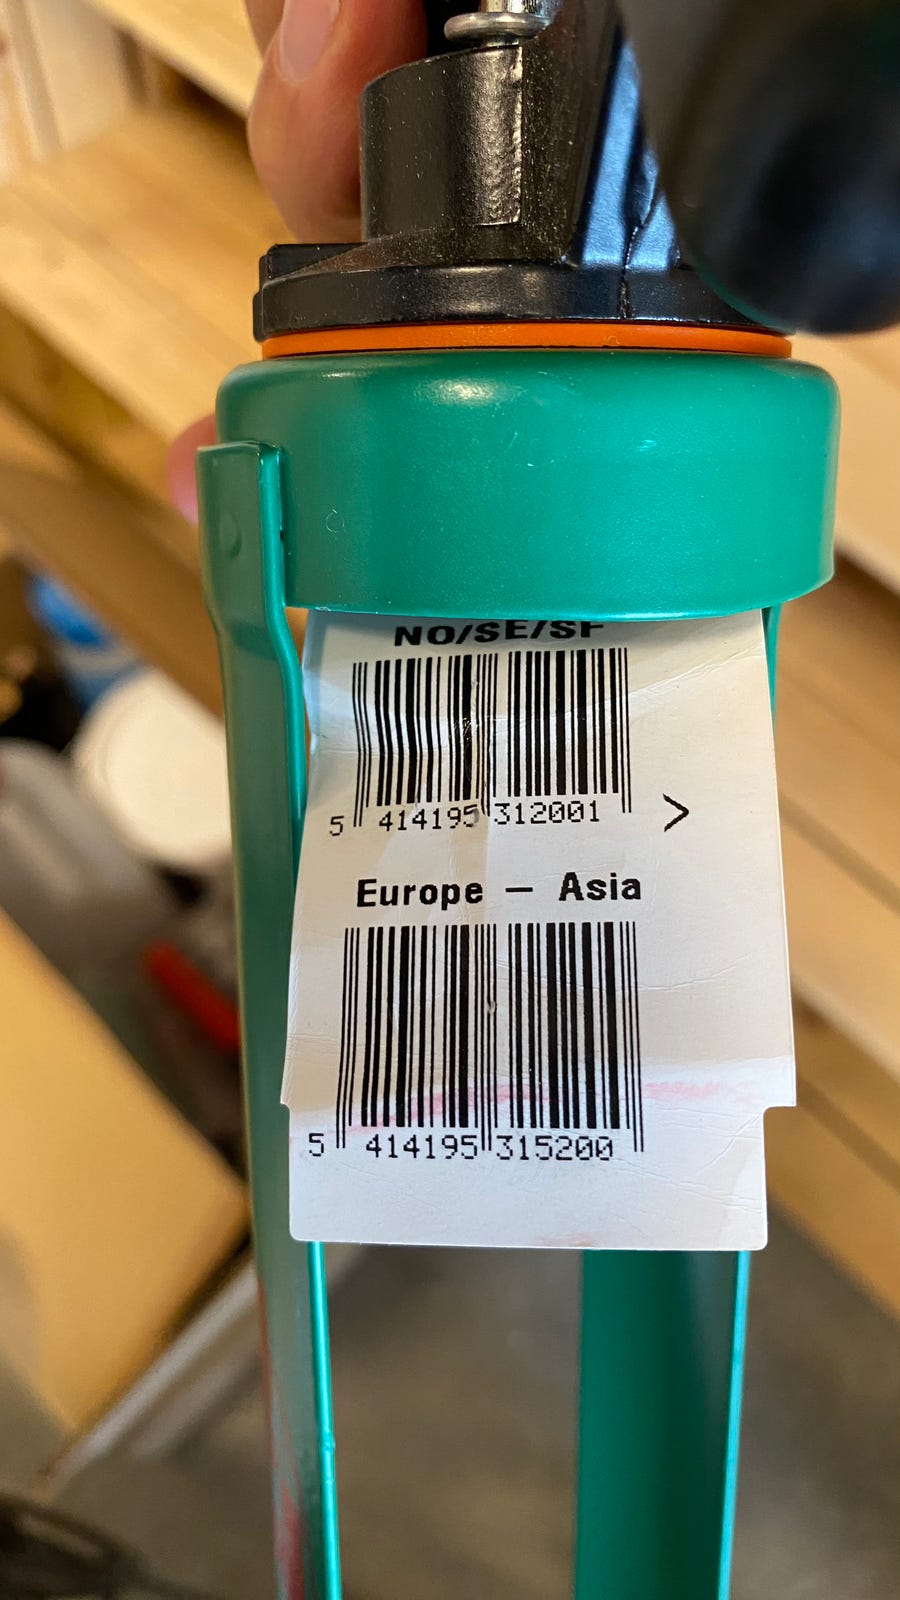 NO/SE/SF
5 414195 312001 >
Europe – Asia
5 414195 315200